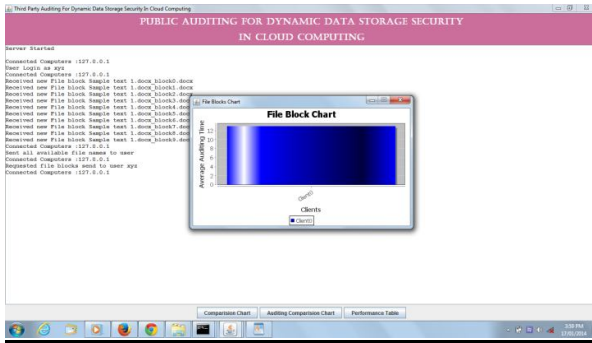 Third Party Auditing For Dynamic Data Storage Security In Cloud Computing
PUBLIC AUDITING FOR DYNAMIC DATA STORAGE SECURITY
IN CLOUD COMPUTING
Server Started
Connected Computers :127.0.0.1
User Login as xyz
Connected Computers :127.0.0.1
Received new File block Sample text 1.docx_block0.docx
Received new File block Sample text 1.docx_block1.docx
Received new File block Sample text 1.docx_block2.docx
Received new File block Sample text 1.docx_block3.doc
Received new File block Sample text 1.docx_block4.doc
Received new File block Sample text 1.docx_block5.doc
Received new File block Sample text 1.docx_block6.doc
Received new File block Sample text 1.docx_block7.doc
Received new File block Sample text 1.docx_block8.doc
Received new File block Sample text 1.docx_block9.doc
Connected Computers :127.0.0.1
Sent all available file names to user
Connected Computers :127.0.0.1
Requested file blocks send to user xyz
Connected Computers :127.0.0.1
File Blocks Chart
File Block Chart
Average Auditing Time
12
10
8
6
4
2
0
Client0
Clients
Client0
Comparision Chart
Auditing Comparision Chart
Performance Table
3:38 PM
17/01/2014